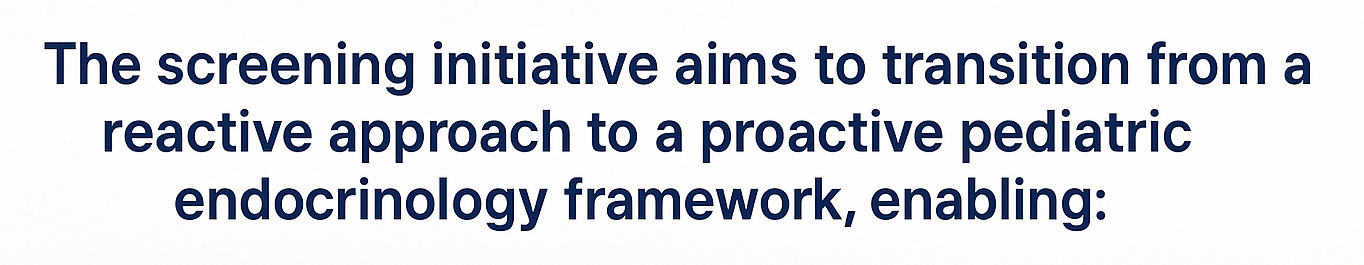 The screening initiative aims to transition from a
reactive approach to a proactive pediatric
endocrinology framework, enabling: